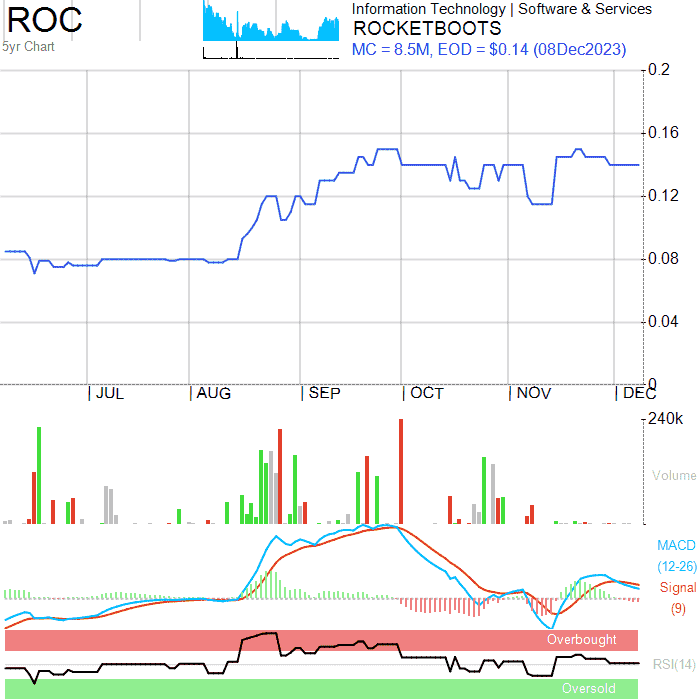 ROC
5yr Chart
Information Technology | Software & Services
ROCKETBOOTS
MC = 8.5M, EOD = $0.14 (08Dec2023)
0.2
0.16
0.12
0.08
0.04
0
JUL AUG SEP OCT NOV DEC
240k
Volume
MACD
(12-26)
Signal
(9)
Overbought
RSI(14)
Oversold